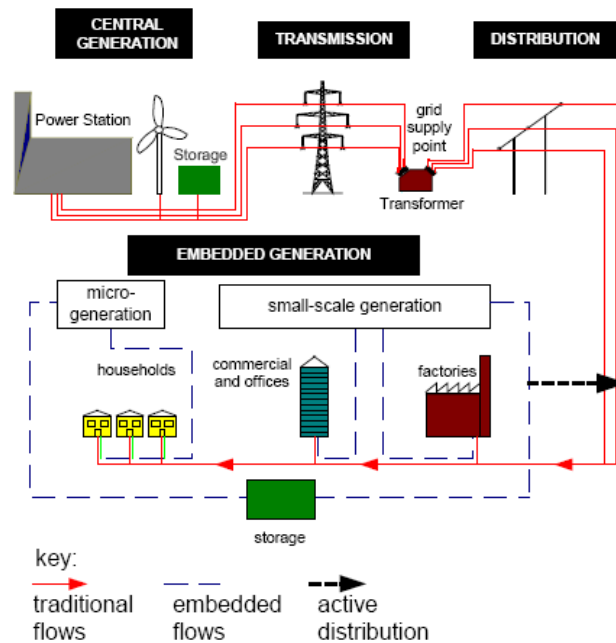 CENTRAL
GENERATION
TRANSMISSION
DISTRIBUTION
Power Station
Storage
grid
supply
point
Transformer
EMBEDDED GENERATION
micro-
generation
small-scale generation
households
commercial
and offices
factories
storage
key:
traditional
flows
embedded
flows
active
distribution